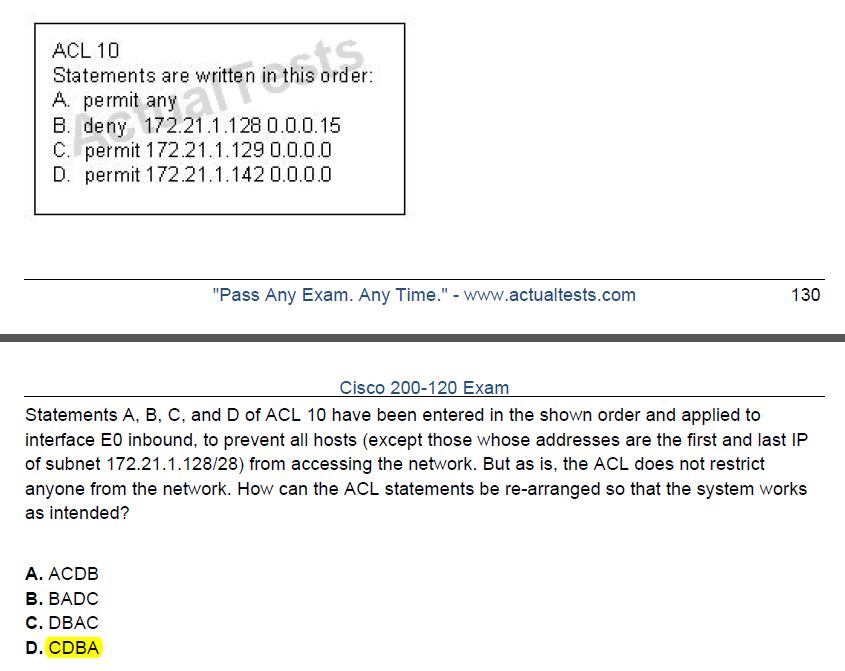 ACL 10
Statements are written in this order:
A. permit any
B. deny 172.21.1.128 0.0.0.15
C. permit 172.21.1.129 0.0.0.0
D. permit 172.21.1.142 0.0.0.0
ActualTests
"Pass Any Exam. Any Time." - www.actualtests.com 130
Cisco 200-120 Exam
Statements A, B, C, and D of ACL 10 have been entered in the shown order and applied to
interface E0 inbound, to prevent all hosts (except those whose addresses are the first and last IP
of subnet 172.21.1.128/28) from accessing the network. But as is, the ACL does not restrict
anyone from the network. How can the ACL statements be re-arranged so that the system works
as intended?
A. ACDB
B. BADC
C. DBAC
D. CDBA